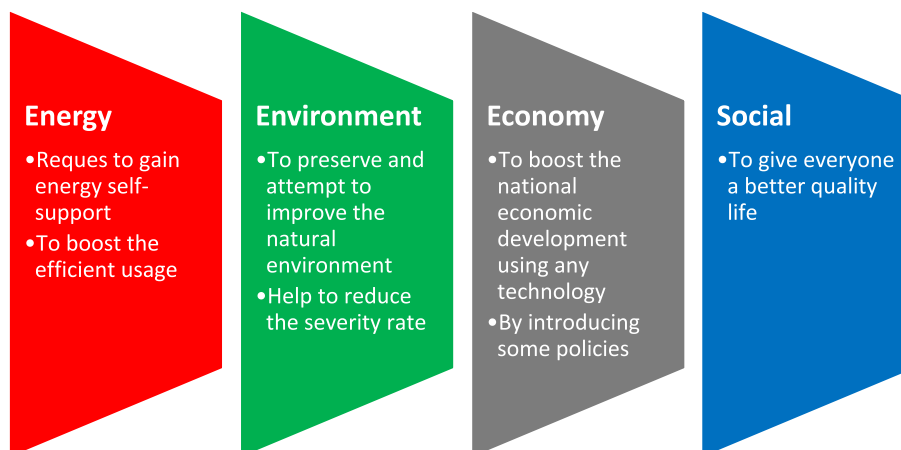 Energy
•Reques to gain
energy self-
support
•To boost the
efficient usage
Environment
•To preserve and
attempt to
improve the
natural
environment
•Help to reduce
the severity rate
Economy
•To boost the
national
economic
development
using any
technology
•By introducing
some policies
Social
•To give everyone
a better quality
life